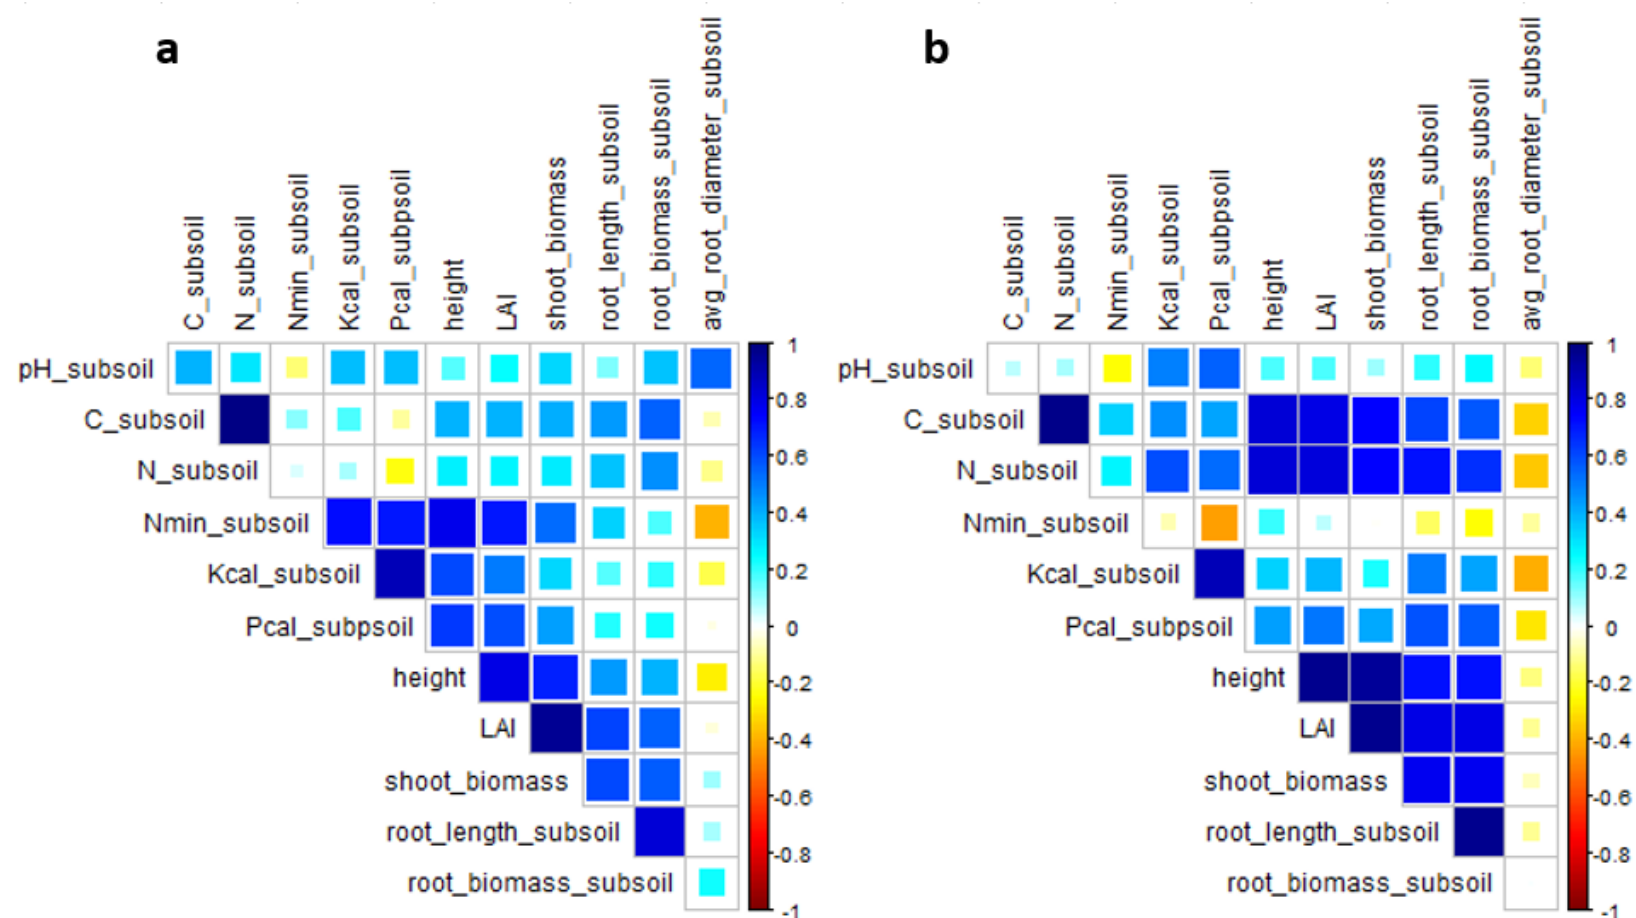 a
C_subsoil
N_subsoil
Nmin_subsoil
Kcal_subsoil
Pcal_subpsoil
height
LAI
shoot_biomass
root_length_subsoil
root_biomass_subsoil
avg_root_diameter_subsoil
pH_subsoil
C_subsoil
N_subsoil
Nmin_subsoil
Kcal_subsoil
Pcal_subpsoil
height
LAI
shoot_biomass
root_length_subsoil
root_biomass_subsoil
1
0.8
0.6
0.4
0.2
0
-0.2
-0.4
-0.6
-0.8
-1
b
C_subsoil
N_subsoil
Nmin_subsoil
Kcal_subsoil
Pcal_subpsoil
height
LAI
shoot_biomass
root_length_subsoil
root_biomass_subsoil
avg_root_diameter_subsoil
pH_subsoil
C_subsoil
N_subsoil
Nmin_subsoil
Kcal_subsoil
Pcal_subpsoil
height
LAI
shoot_biomass
root_length_subsoil
root_biomass_subsoil
1
0.8
0.6
0.4
0.2
0
-0.2
-0.4
-0.6
-0.8
-1